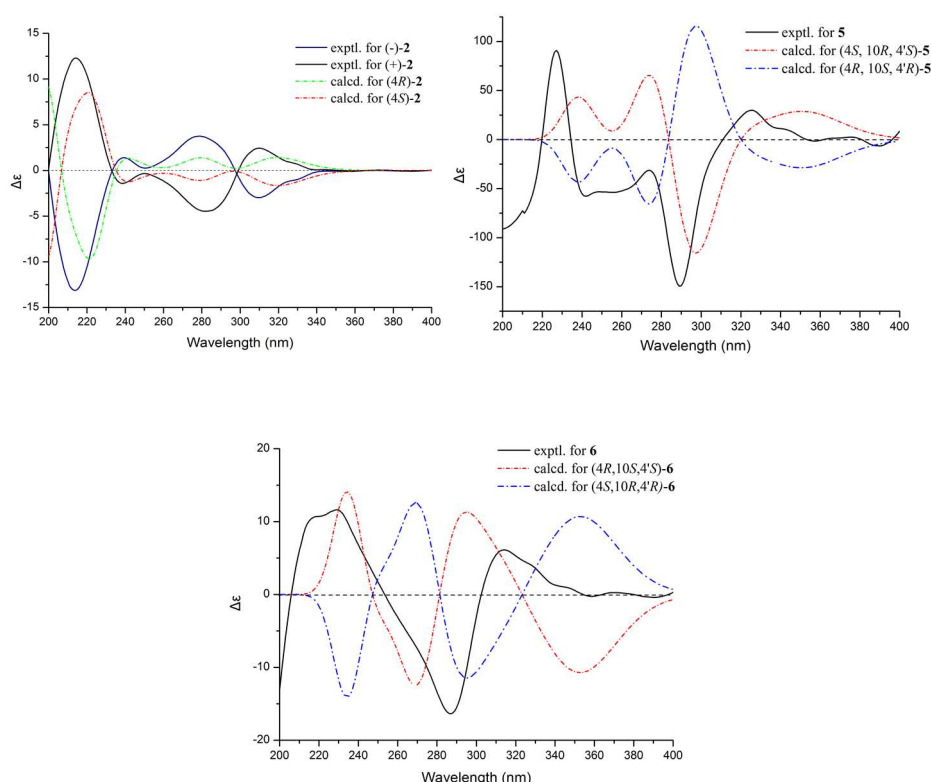 15
10
5
0
-5
-10
-15
Δε
200 220 240 260 280 300 320 340 360 380 400
Wavelength (nm)
exptl. for (-)-2
exptl. for (+)-2
calcd. for (4R)-2
calcd. for (4S)-2
100
50
0
-50
-100
-150
Δε
200 220 240 260 280 300 320 340 360 380 400
Wavelength (nm)
exptl. for 5
calcd. for (4S, 10R, 4'S)-5
calcd. for (4R, 10S, 4'R)-5
20
10
0
-10
-20
Δε
200 220 240 260 280 300 320 340 360 380 400
Wavelength (nm)
exptl. for 6
calcd. for (4R,10S,4'S)-6
calcd. for (4S,10R,4'R)-6